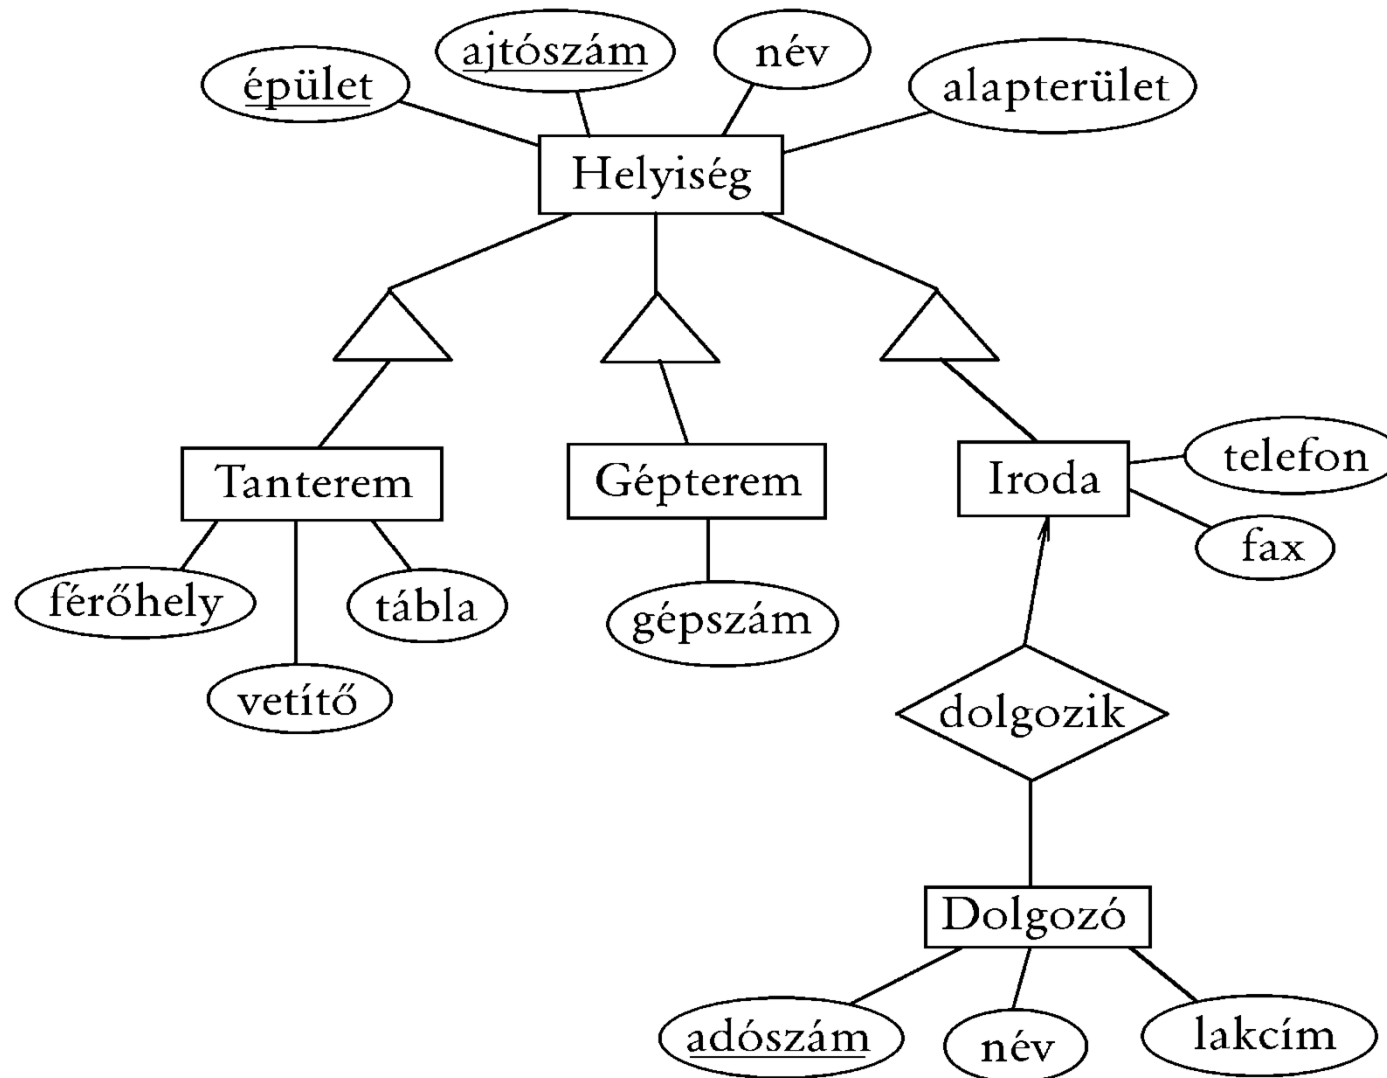 épület
ajtószám
név
alapterület
Helyiség
Tanterem
Gépterem
Iroda
telefon
fax
férőhely
vetítő
tábla
gépszám
dolgozik
Dolgozó
adószám
név
lakcím